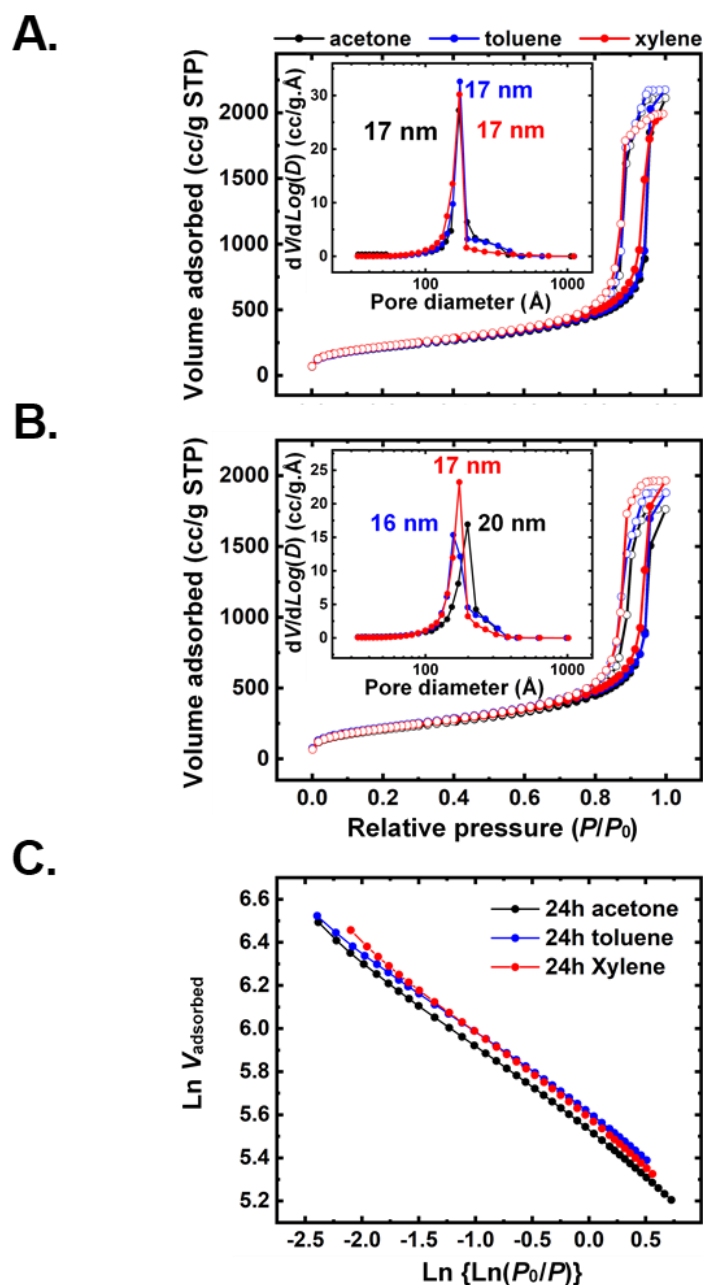 A.
acetone toluene xylene
Volume adsorbed (cc/g STP)
2000
1500
1000
500
0
dV/dLog(D) (cc/g.Å)
30
20
10
0
17 nm
17 nm
17 nm
100 1000
Pore diameter (Å)
B.
Volume adsorbed (cc/g STP)
2000
1500
1000
500
0
dV/dLog(D) (cc/g.Å)
25
20
15
10
5
0
17 nm
16 nm
20 nm
100 1000
Pore diameter (Å)
0.0 0.2 0.4 0.6 0.8 1.0
Relative pressure (P/P₀)
C.
Ln Vadsorbed
6.6
6.4
6.2
6.0
5.8
5.6
5.4
5.2
24h acetone
24h toluene
24h Xylene
-2.5 -2.0 -1.5 -1.0 -0.5 0.0 0.5
Ln {Ln(P₀/P)}